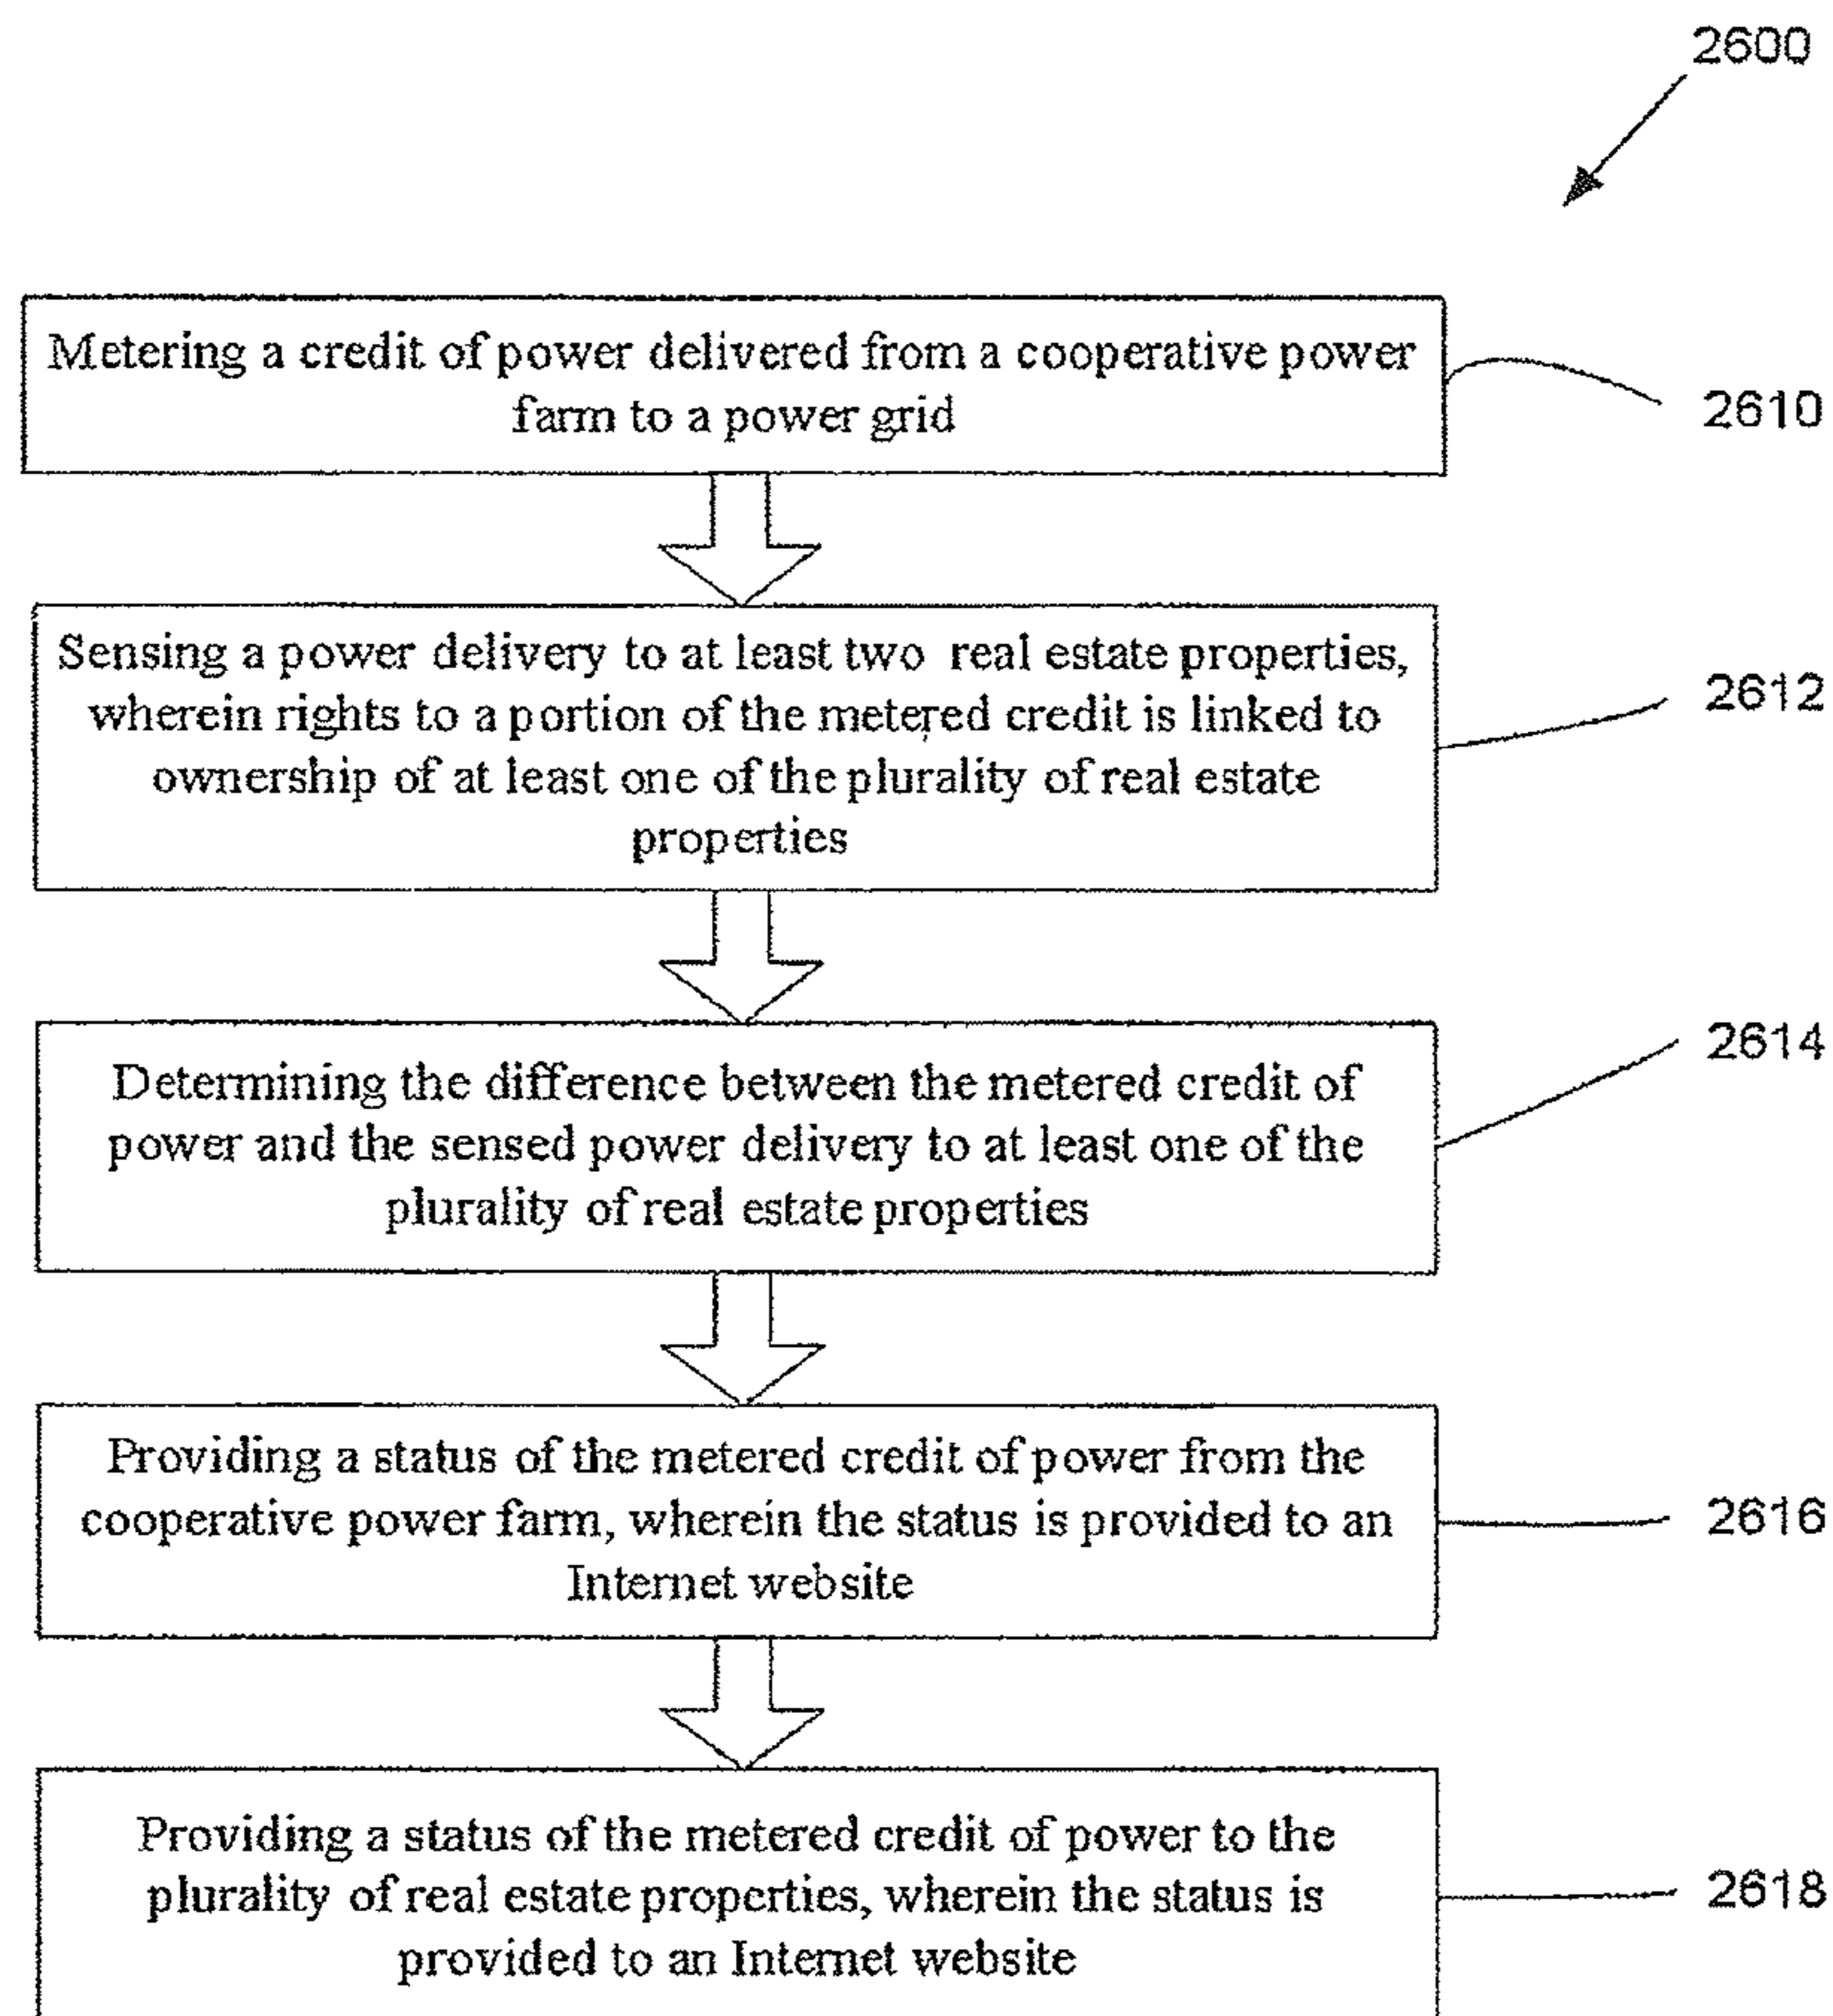 2600
Metering a credit of power delivered from a cooperative power
farm to a power grid
2610
Sensing a power delivery to at least two real estate properties,
wherein rights to a portion of the metered credit is linked to
ownership of at least one of the plurality of real estate
properties
2612
Determining the difference between the metered credit of
power and the sensed power delivery to at least one of the
plurality of real estate properties
2614
Providing a status of the metered credit of power from the
cooperative power farm, wherein the status is provided to an
Internet website
2616
Providing a status of the metered credit of power to the
plurality of real estate properties, wherein the status is
provided to an Internet website
2618